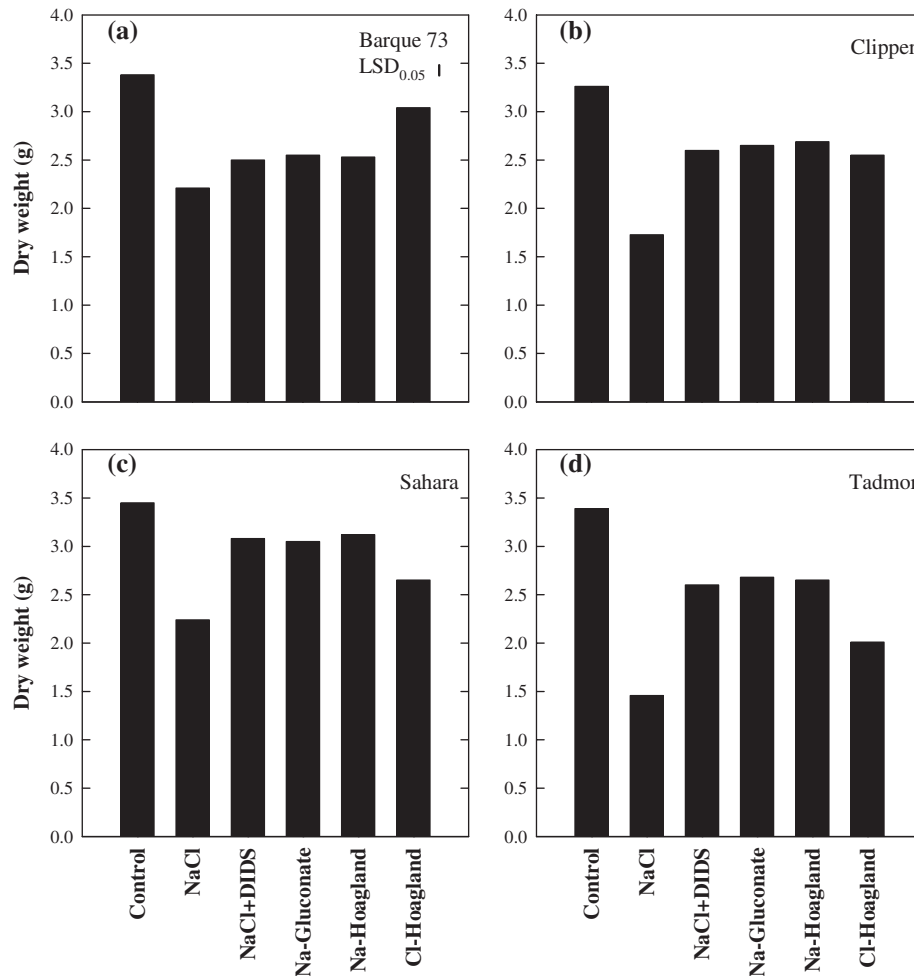 (a)
Barque 73
LSD0.05
4.0
3.5
3.0
2.5
2.0
1.5
1.0
0.5
0.0
Dry weight (g)
(b)
Clipper
4.0
3.5
3.0
2.5
2.0
1.5
1.0
0.5
0.0
(c)
Sahara
4.0
3.5
3.0
2.5
2.0
1.5
1.0
0.5
0.0
Dry weight (g)
Control
NaCl
NaCl+DIDS
Na-Gluconate
Na-Hoagland
Cl-Hoagland
(d)
Tadmor
4.0
3.5
3.0
2.5
2.0
1.5
1.0
0.5
0.0
Control
NaCl
NaCl+DIDS
Na-Gluconate
Na-Hoagland
Cl-Hoagland